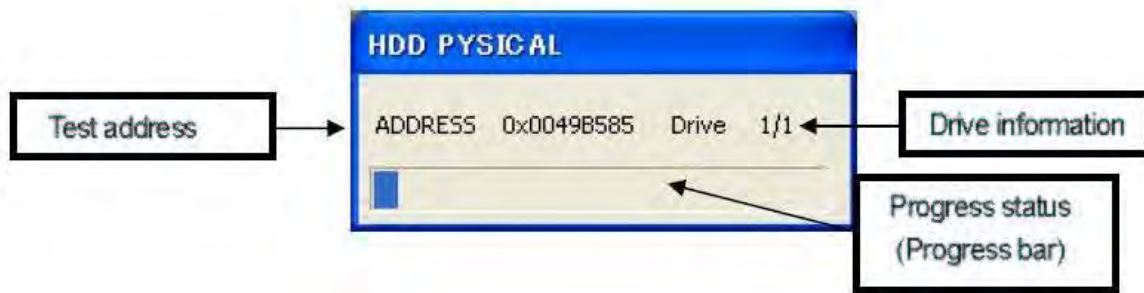 HDD PYSICAL
Test address
ADDRESS 0x0049B585 Drive 1/1
Drive information
Progress status
(Progress bar)